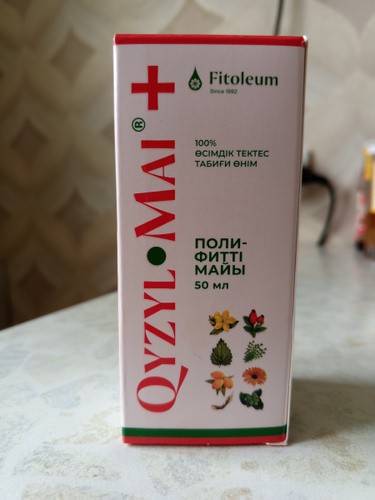 Fitoleum
Since 1992
QYZYL•MAI®
100%
ӨСІМДІК ТЕКТЕС
ТАБИҒИ ӨНІМ
ПОЛИ-
ФИТТІ
МАЙЫ
50 мл